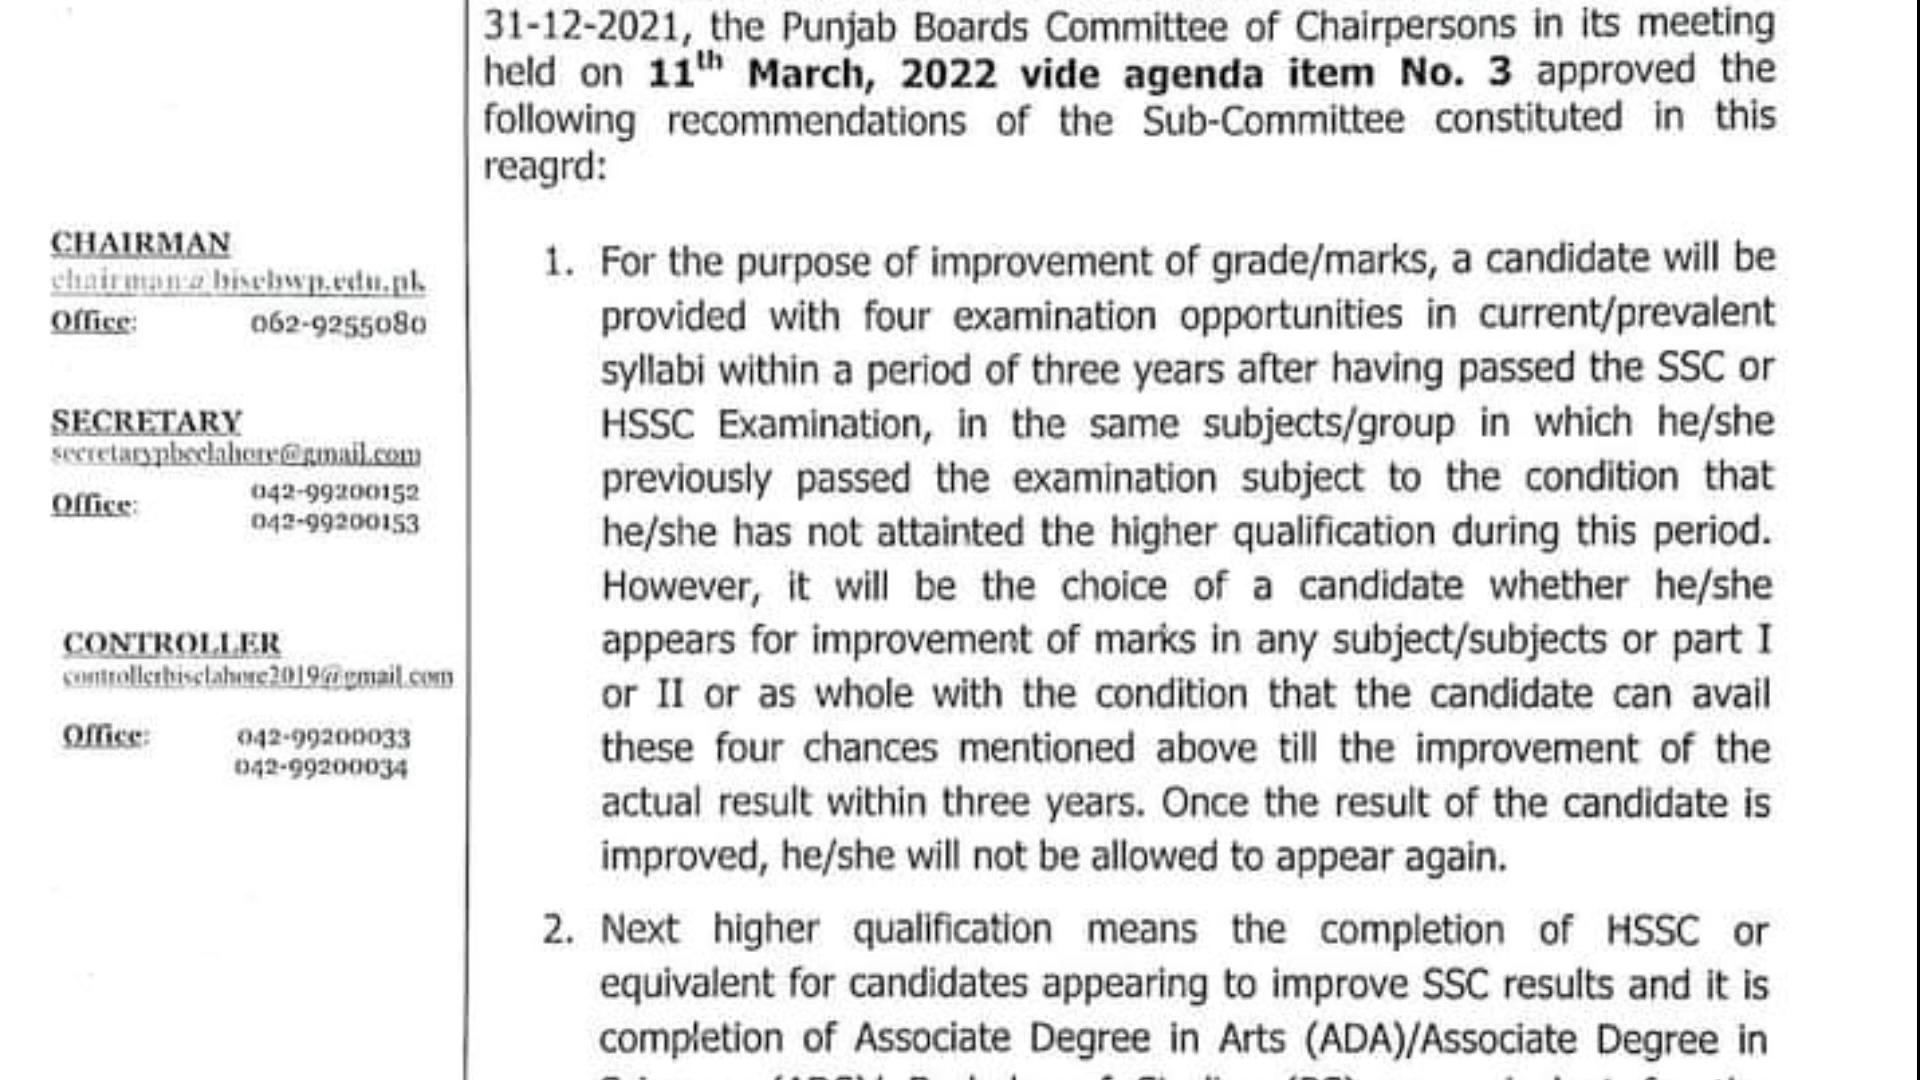 31-12-2021, the Punjab Boards Committee of Chairpersons in its meeting
held on 11th March, 2022 vide agenda item No. 3 approved the
following recommendations of the Sub-Committee constituted in this
reagrd:
CHAIRMAN
chairman@bisebwp.edu.pk
Office: 062-9255080
SECRETARY
secretarypbcclahore@gmail.com
Office: 042-99200152
042-99200153
CONTROLLER
controllerbiselahore2019@gmail.com
Office: 042-99200033
042-99200034
1. For the purpose of improvement of grade/marks, a candidate will be
provided with four examination opportunities in current/prevalent
syllabi within a period of three years after having passed the SSC or
HSSC Examination, in the same subjects/group in which he/she
previously passed the examination subject to the condition that
he/she has not attainted the higher qualification during this period.
However, it will be the choice of a candidate whether he/she
appears for improvement of marks in any subject/subjects or part I
or II or as whole with the condition that the candidate can avail
these four chances mentioned above till the improvement of the
actual result within three years. Once the result of the candidate is
improved, he/she will not be allowed to appear again.
2. Next higher qualification means the completion of HSSC or
equivalent for candidates appearing to improve SSC results and it is
completion of Associate Degree in Arts (ADA)/Associate Degree in